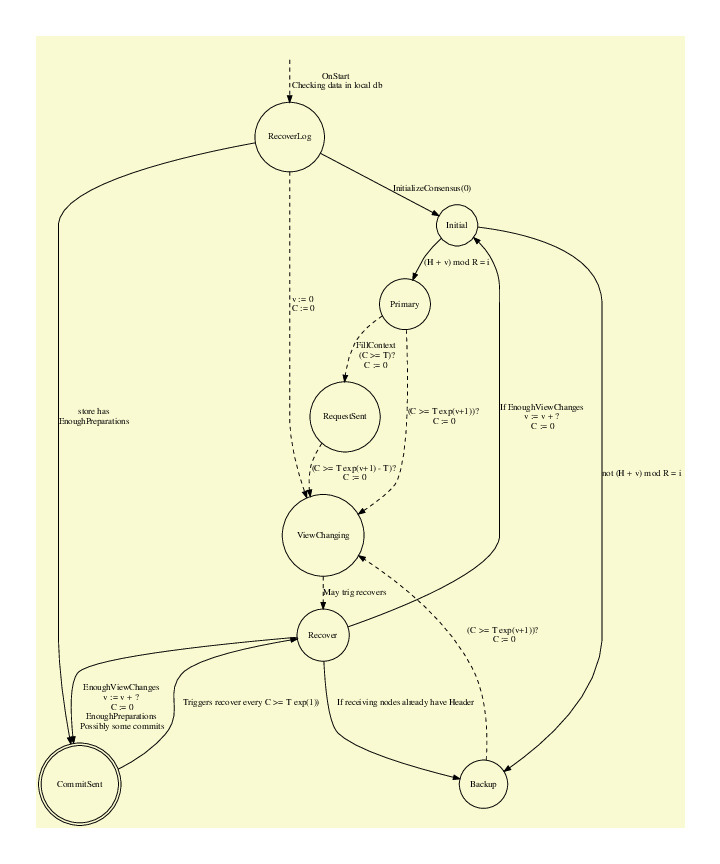 OnStart
Checking data in local db
RecoverLog
InitializeConsensus(0)
Initial
(H + v) mod R = i
v := 0
C := 0
Primary
FillContext
(C >= T)?
C := 0
RequestSent
(C >= T exp(v+1))?
C := 0
If EnoughViewChanges
v := v + ?
C := 0
store has
EnoughPreparations
(C >= T exp(v+1) - T)?
C := 0
not (H + v) mod R = i
ViewChanging
May trig recovers
Recover
(C >= T exp(v+1))?
C := 0
EnoughViewChanges
v := v + ?
C := 0
EnoughPreparations
Possibly some commits
Triggers recover every C >= T exp(1))
If receiving nodes already have Header
CommitSent
Backup